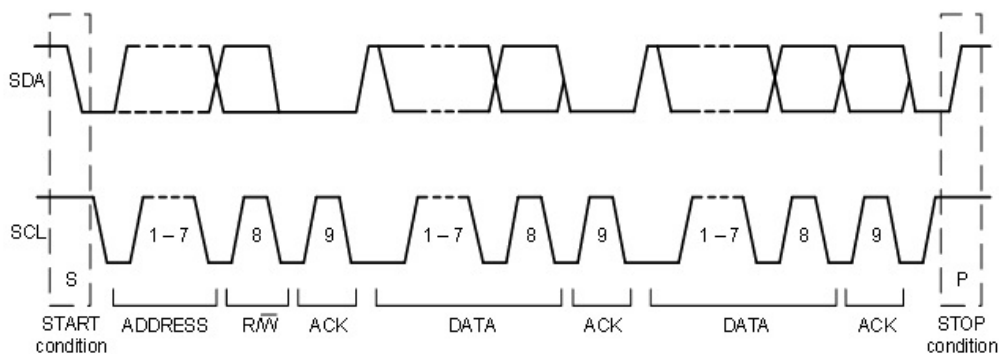 SDA
SCL
1 – 7
8
9
1 – 7
8
9
1 – 7
8
9
S
P
START
condition
ADDRESS
R/W̅
ACK
DATA
ACK
DATA
ACK
STOP
condition